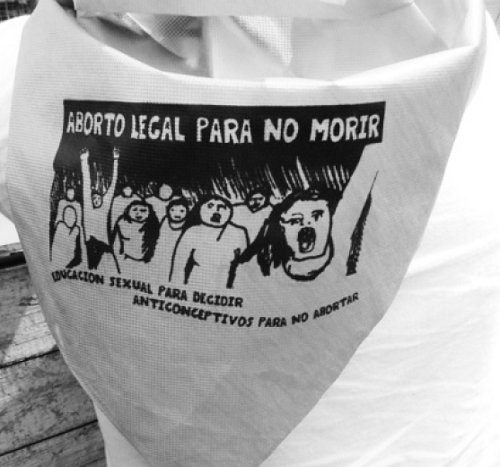 ABORTO LEGAL PARA NO MORIR
EDUCACION SEXUAL PARA DECIDIR
ANTICONCEPTIVOS PARA NO ABORTAR